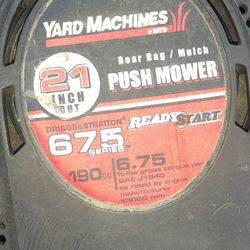 YARD MACHINES
by MTD
Rear Bag / Mulch
21
INCH
CUT
PUSH MOWER
BRIGGS & STRATTON
READY START
675
SERIES™
190cc
6.75
ft-lbs gross torque per
SAE J1940
as rated by engine
manufacturer
@3060 rpm